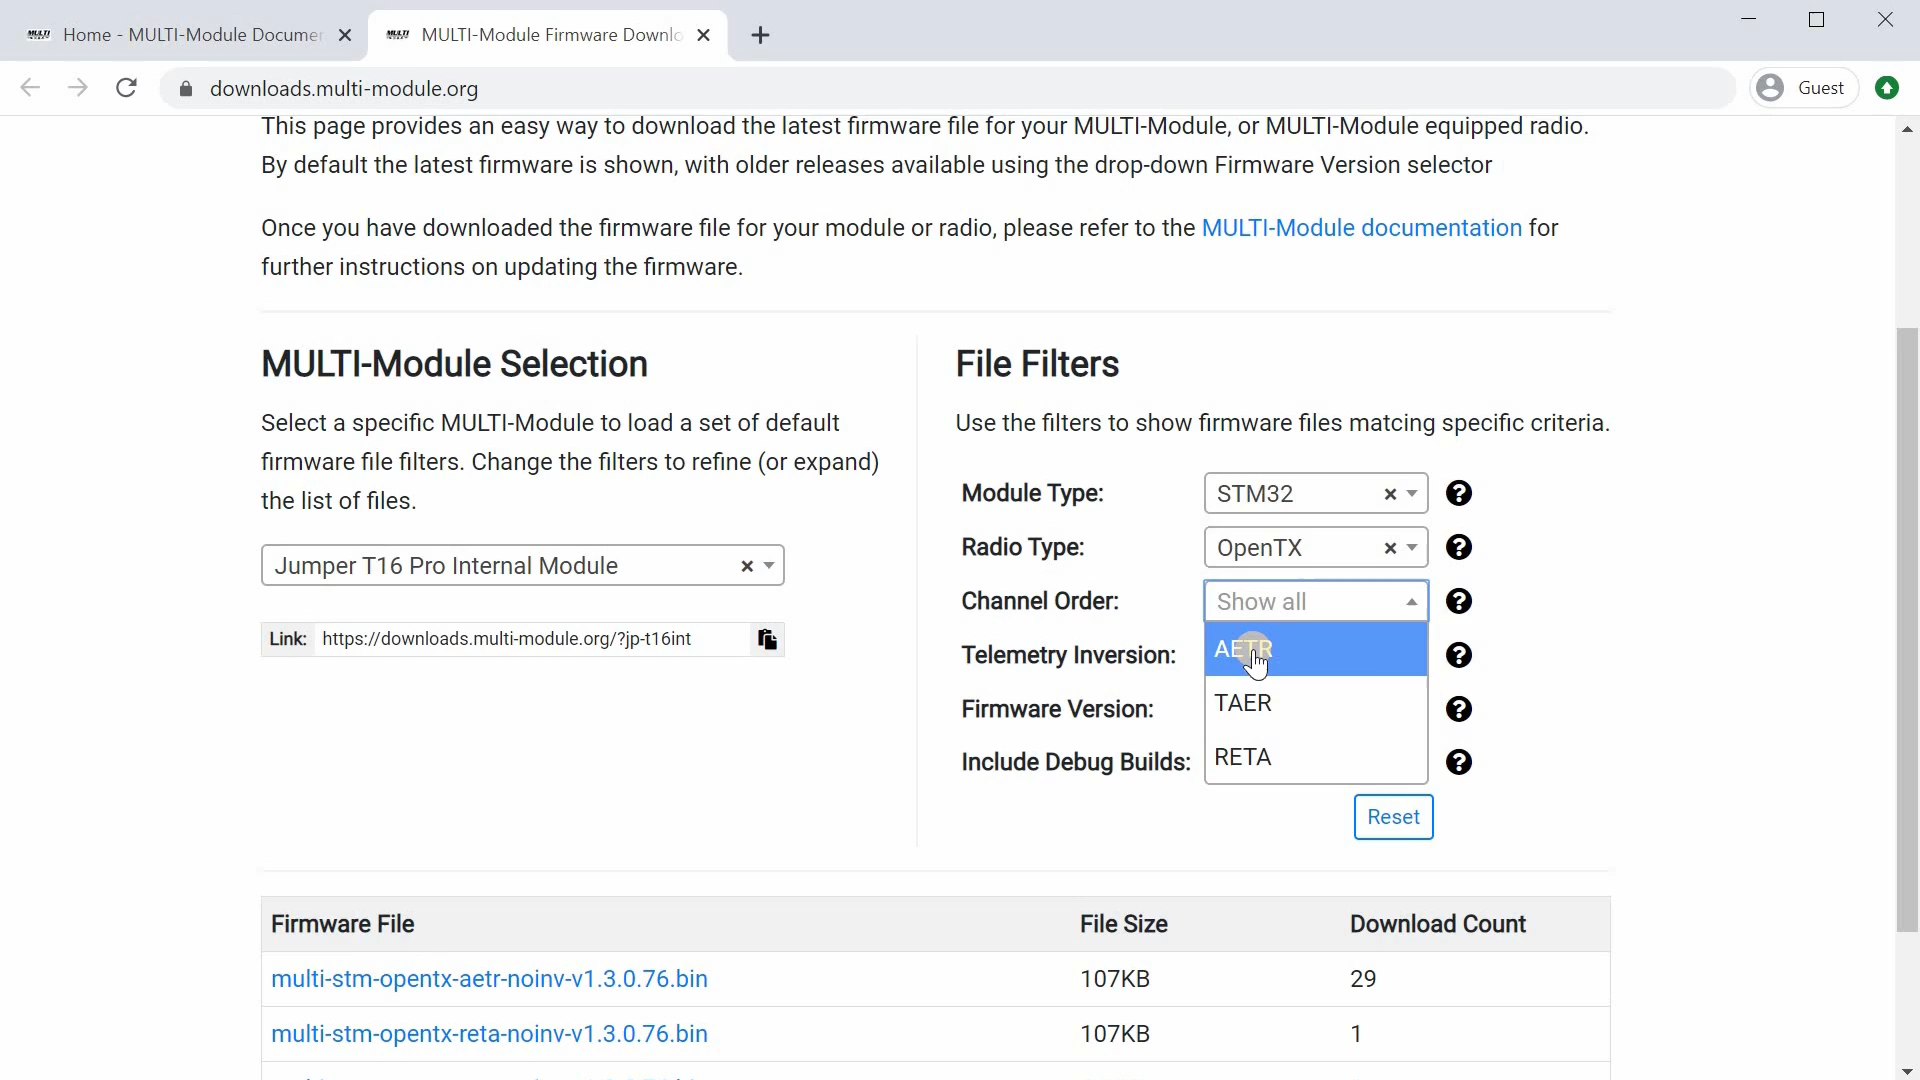 MULTI Home - MULTI-Module Documen
MULTI MULTI-Module Firmware Downlo
downloads.multi-module.org
Guest
This page provides an easy way to download the latest firmware file for your MULTI-Module, or MULTI-Module equipped radio.
By default the latest firmware is shown, with older releases available using the drop-down Firmware Version selector
Once you have downloaded the firmware file for your module or radio, please refer to the MULTI-Module documentation for
further instructions on updating the firmware.
MULTI-Module Selection
Select a specific MULTI-Module to load a set of default
firmware file filters. Change the filters to refine (or expand)
the list of files.
Jumper T16 Pro Internal Module
Link: https://downloads.multi-module.org/?jp-t16int
File Filters
Use the filters to show firmware files matcing specific criteria.
Module Type: STM32
Radio Type: OpenTX
Channel Order: Show all
AETR
TAER
RETA
Telemetry Inversion:
Firmware Version:
Include Debug Builds:
Reset
Firmware File File Size Download Count
multi-stm-opentx-aetr-noinv-v1.3.0.76.bin 107KB 29
multi-stm-opentx-reta-noinv-v1.3.0.76.bin 107KB 1